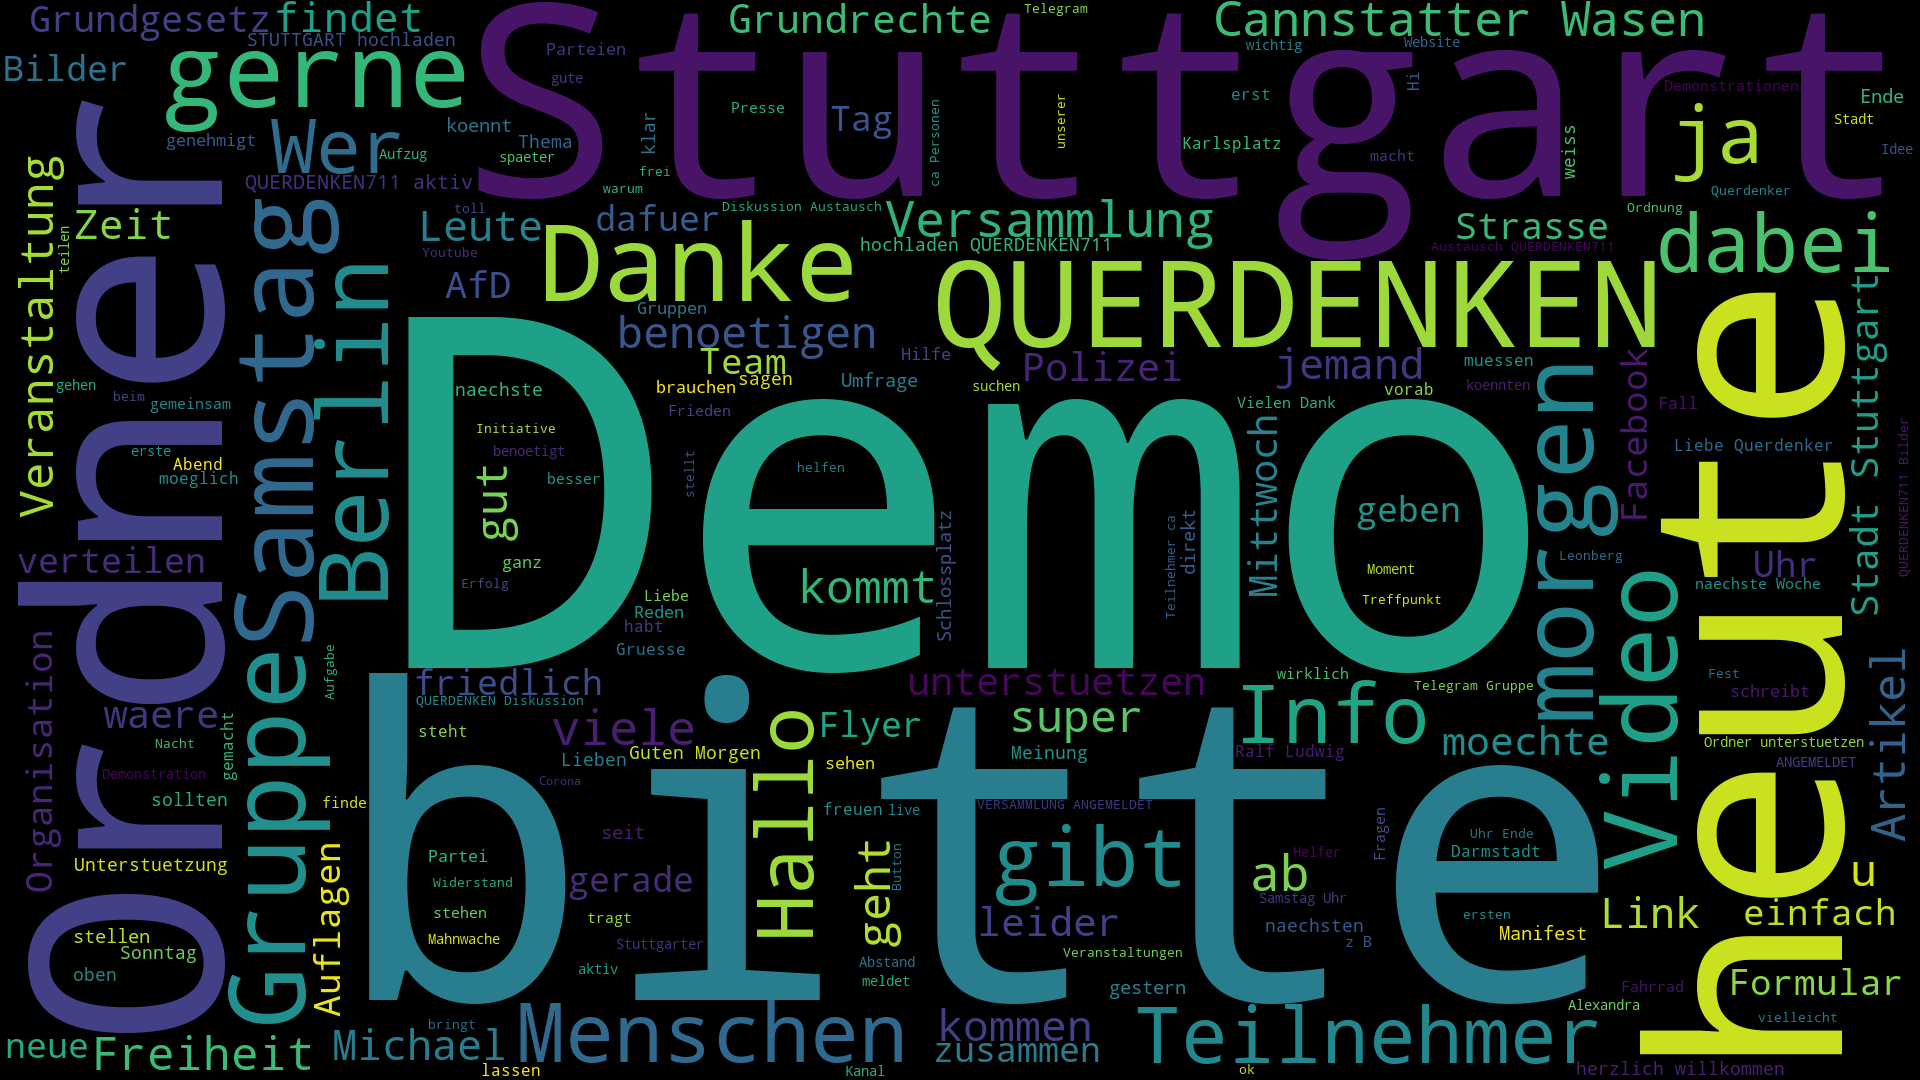 Grundgesetz
findet
Grundrechte
Telegram
Cannstatter Wasen
STUTTGART hochladen
Parteien
wichtig
Website
Stuttgart
Bilder
gerne
gute
Hi
Demonstrationen
ja
Ende
Presse
Tag
ca Personen
unserer
erst
Stadt
genehmigt
Wer
koennt
Thema
klar
Karlsplatz
macht
weiss
Idee
Aufzug
spaeter
frei
warum
QUERDENKEN711 aktiv
Querdenker
Veranstaltung
Zeit
teilen
toll
Leute
dafuer
Diskussion Austausch
Versammlung
Strasse
Ordnung
dabei
Youtube
hochladen QUERDENKEN711
Austausch QUERDENKEN711
Ordner
Samstag
Berlin
AfD
Danke
QUERDENKEN
Gruppen
benoetigen
Team
Hilfe
Polizei
jemand
muessen
heute
Stadt Stuttgart
gehen
beim
gemeinsam
naechste
brauchen
sagen
Umfrage
suchen
vorab
koennten
Facebook
Fall
Frieden
Vielen Dank
Mittwoch
morgen
Initiative
benoetigt
erste
Abend
moeglich
gut
besser
stellt
helfen
Demo
Liebe Querdenker
QUERDENKEN711 Bilder
geben
ganz
Erfolg
verteilen
Schlossplatz
Teilnehmer ca
direkt
Leonberg
Uhr
Moment
Treffpunkt
naechste Woche
kommt
Liebe
Reden
habt
Gruesse
Organisation
Gruppe
Aufgabe
friedlich
unterstuetzen
wirklich
Telegram Gruppe
Video
Fest
schreibt
Artikel
QUERDENKEN Diskussion
waere
gemacht
Nacht
steht
viele
Hallo
Flyer
super
Info
moechte
Ordner unterstuetzen
Guten Morgen
Lieben
sehen
Meinung
Ralf Ludwig
ANGEMELDET
Demonstration
Corona
sollten
finde
bitte
freuen
live
VERSAMMLUNG ANGEMELDET
seit
Fragen
Uhr Ende
Darmstadt
Helfer
Unterstuetzung
Auflagen
Partei
Widerstand
gerade
geht
Button
gibt
ab
u
Samstag Uhr
stehen
tragt
leider
naechsten
ersten
Link
einfach
stellen
Sonntag
oben
Mahnwache
Stuttgarter
z B
Manifest
aktiv
Abstand
meldet
Veranstaltungen
gestern
Fahrrad
Formular
Alexandra
vielleicht
neue
Freiheit
Michael
bringt
Menschen
kommen
zusammen
Teilnehmer
lassen
Kanal
ok
herzlich willkommen